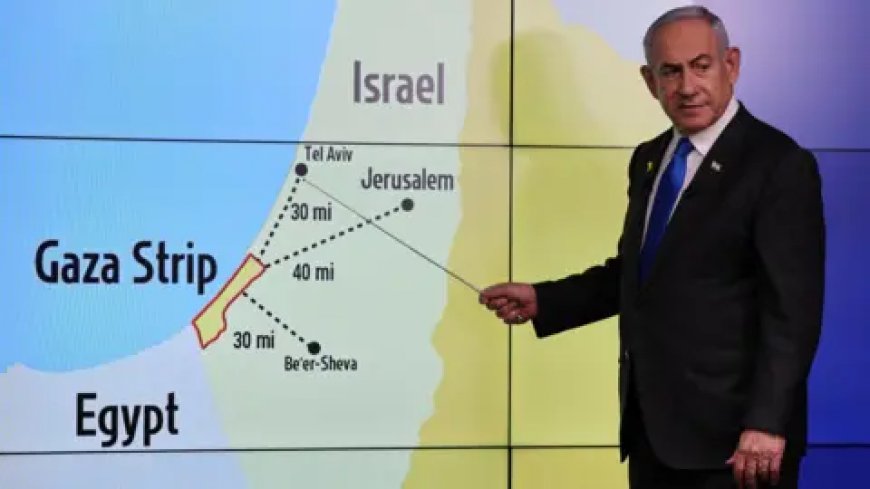 Israel
Tel Aviv
Jerusalem
30 mi
Gaza Strip
40 mi
30 mi
Be'er-Sheva
Egypt